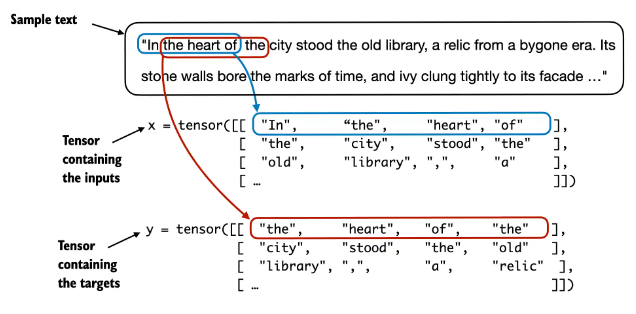 Sample text
"In the heart of the city stood the old library, a relic from a bygone era. Its
stone walls bore the marks of time, and ivy clung tightly to its facade …"
x = tensor([[ "In", “the", "heart", "of" ],
[ "the", "city", "stood", "the" ],
[ "old", "library", ",", "a" ],
[ … ]])
Tensor
containing
the inputs
y = tensor([[ "the", "heart", "of", "the" ],
[ "city", "stood", "the", "old" ],
[ "library", ",", "a", "relic" ],
[ … ]])
Tensor
containing
the targets